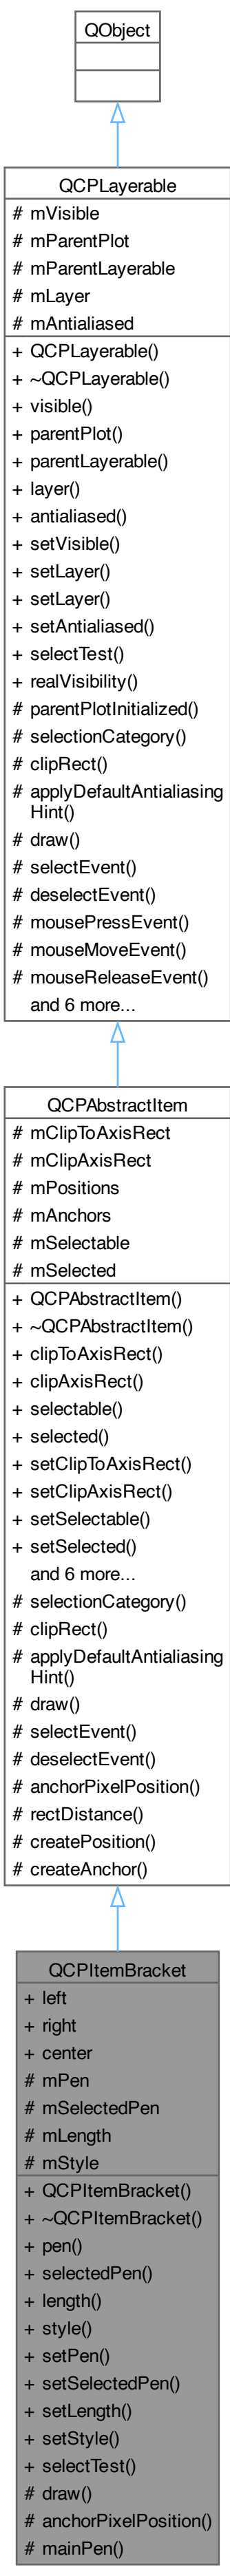 QObject
QCPLayerable
# mVisible
# mParentPlot
# mParentLayerable
# mLayer
# mAntialiased
+ QCPLayerable()
+ ~QCPLayerable()
+ visible()
+ parentPlot()
+ parentLayerable()
+ layer()
+ antialiased()
+ setVisible()
+ setLayer()
+ setLayer()
+ setAntialiased()
+ selectTest()
+ realVisibility()
# parentPlotInitialized()
# selectionCategory()
# clipRect()
# applyDefaultAntialiasing
Hint()
# draw()
# selectEvent()
# deselectEvent()
# mousePressEvent()
# mouseMoveEvent()
# mouseReleaseEvent()
and 6 more...
QCPAbstractItem
# mClipToAxisRect
# mClipAxisRect
# mPositions
# mAnchors
# mSelectable
# mSelected
+ QCPAbstractItem()
+ ~QCPAbstractItem()
+ clipToAxisRect()
+ clipAxisRect()
+ selectable()
+ selected()
+ setClipToAxisRect()
+ setClipAxisRect()
+ setSelectable()
+ setSelected()
and 6 more...
# selectionCategory()
# clipRect()
# applyDefaultAntialiasing
Hint()
# draw()
# selectEvent()
# deselectEvent()
# anchorPixelPosition()
# rectDistance()
# createPosition()
# createAnchor()
QCPItemBracket
+ left
+ right
+ center
# mPen
# mSelectedPen
# mLength
# mStyle
+ QCPItemBracket()
+ ~QCPItemBracket()
+ pen()
+ selectedPen()
+ length()
+ style()
+ setPen()
+ setSelectedPen()
+ setLength()
+ setStyle()
+ selectTest()
# draw()
# anchorPixelPosition()
# mainPen()